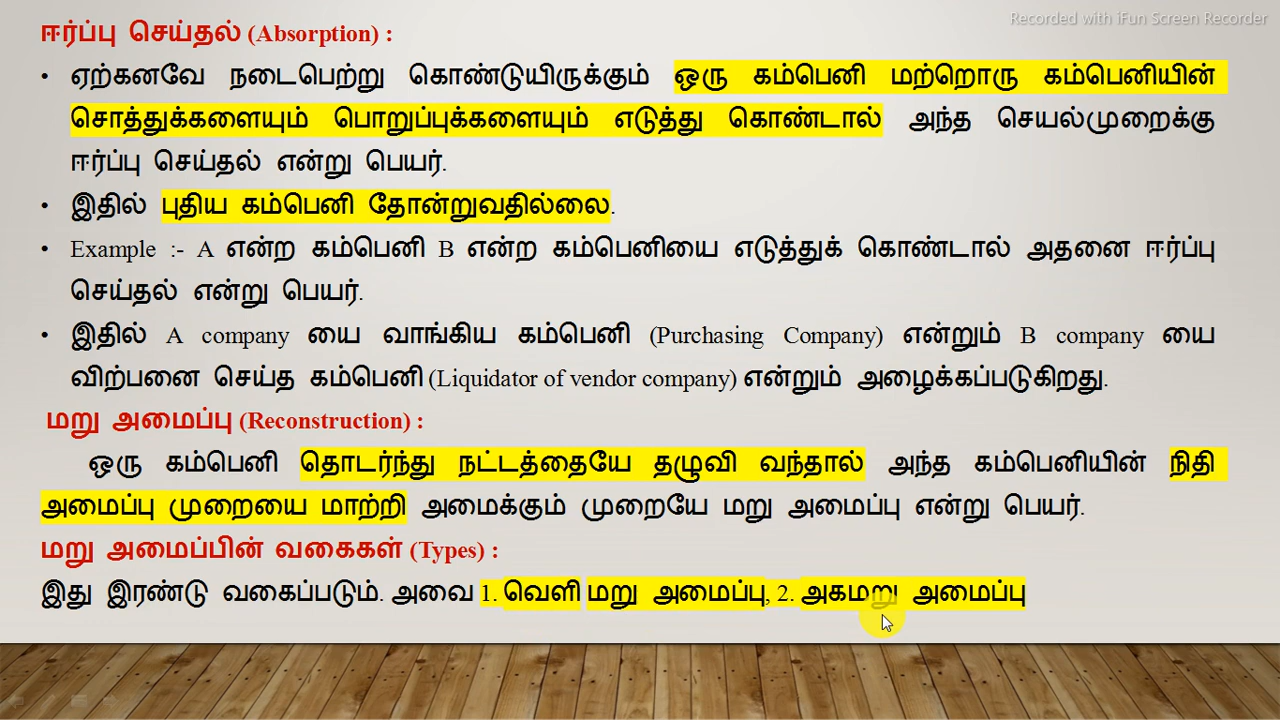 Recorded with iFun Screen Recorder
ஈர்ப்பு செய்தல் (Absorption) :
• ஏற்கனவே நடைபெற்று கொண்டுயிருக்கும் ஒரு கம்பெனி மற்றொரு கம்பெனியின்
சொத்துக்களையும் பொறுப்புக்களையும் எடுத்து கொண்டால் அந்த செயல்முறைக்கு
ஈர்ப்பு செய்தல் என்று பெயர்.
• இதில் புதிய கம்பெனி தோன்றுவதில்லை.
• Example :- A என்ற கம்பெனி B என்ற கம்பெனியை எடுத்துக் கொண்டால் அதனை ஈர்ப்பு
செய்தல் என்று பெயர்.
• இதில் A company யை வாங்கிய கம்பெனி (Purchasing Company) என்றும் B company யை
விற்பனை செய்த கம்பெனி (Liquidator of vendor company) என்றும் அழைக்கப்படுகிறது.
மறு அமைப்பு (Reconstruction) :
ஒரு கம்பெனி தொடர்ந்து நட்டத்தையே தழுவி வந்தால் அந்த கம்பெனியின் நிதி
அமைப்பு முறையை மாற்றி அமைக்கும் முறையே மறு அமைப்பு என்று பெயர்.
மறு அமைப்பின் வகைகள் (Types) :
இது இரண்டு வகைப்படும். அவை 1. வெளி மறு அமைப்பு, 2. அகமறு அமைப்பு